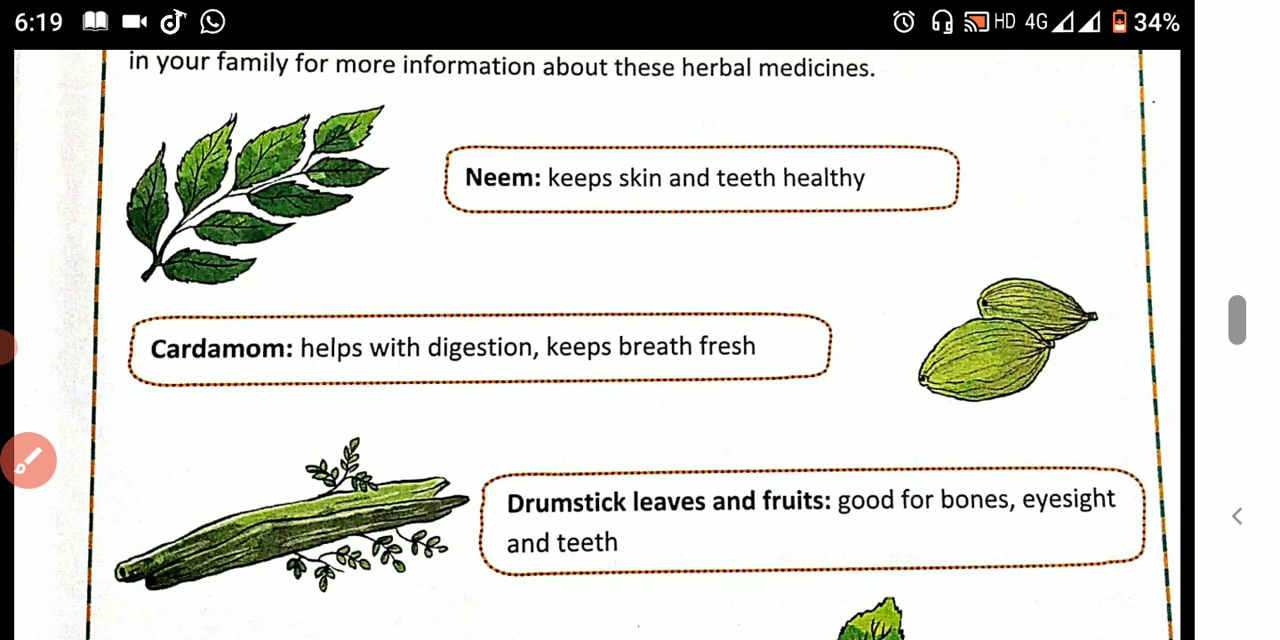 6:19
HD 4G 34%
in your family for more information about these herbal medicines.
Neem: keeps skin and teeth healthy
Cardamom: helps with digestion, keeps breath fresh
Drumstick leaves and fruits: good for bones, eyesight
and teeth